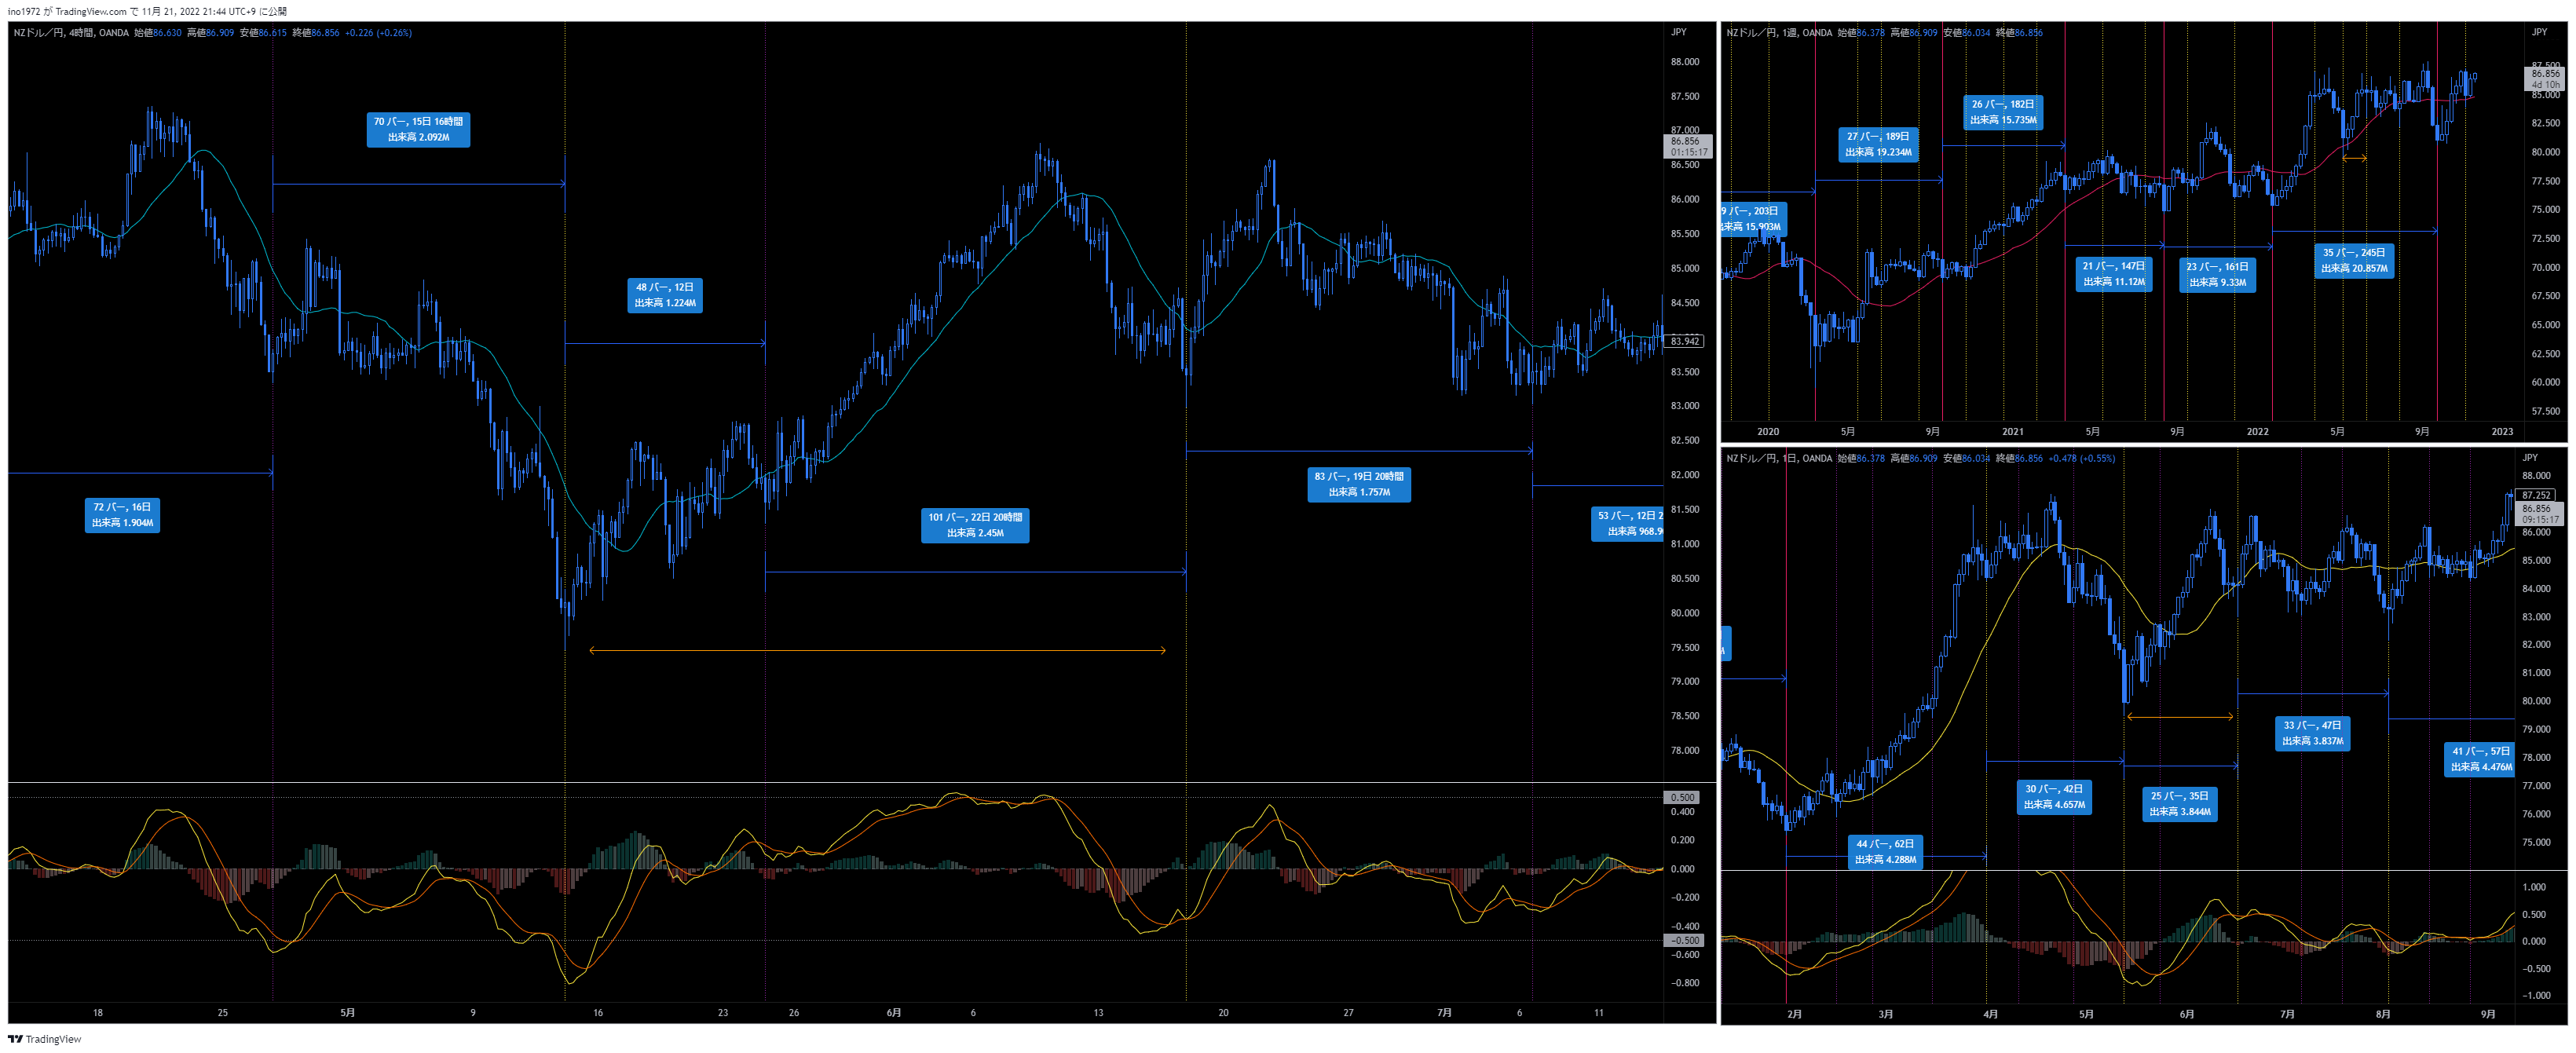 ino1972 が TradingView.com で 11月 21, 2022 21:44 UTC+9 に公開
NZドル／円, 4時間, OANDA 始値86.630 高値86.909 安値86.615 終値86.856 +0.226 (+0.26%)
JPY
88.000
87.500
87.000
86.856
01:15:17
86.500
86.000
85.500
85.000
84.500
83.942
83.500
83.000
82.500
82.000
81.500
81.000
80.500
80.000
79.500
79.000
78.500
78.000
70 バー, 15日 16時間
出来高 2.092M
48 バー, 12日
出来高 1.224M
72 バー, 16日
出来高 1.904M
101 バー, 22日 20時間
出来高 2.45M
83 バー, 19日 20時間
出来高 1.757M
53 バー, 12日 2
出来高 968.9
0.500
0.400
0.200
0.000
−0.200
−0.400
−0.500
−0.600
−0.800
18
25
5月
9
16
23
26
6月
6
13
20
27
7月
6
11
NZドル／円, 1週, OANDA 始値86.378 高値86.909 安値86.034 終値86.856
JPY
87.500
86.856
4d 10h
85.000
82.500
80.000
77.500
75.000
72.500
70.000
67.500
65.000
62.500
60.000
57.500
26 バー, 182日
出来高 15.735M
27 バー, 189日
出来高 19.234M
9 バー, 203日
出来高 15.903M
21 バー, 147日
出来高 11.12M
23 バー, 161日
出来高 9.33M
35 バー, 245日
出来高 20.857M
2020
5月
9月
2021
5月
9月
2022
5月
9月
2023
NZドル／円, 1日, OANDA 始値86.378 高値86.909 安値86.034 終値86.856 +0.478 (+0.55%)
JPY
88.000
87.252
86.856
09:15:17
86.000
85.000
84.000
83.000
82.000
81.000
80.000
79.000
78.000
77.000
76.000
75.000
M
33 バー, 47日
出来高 3.837M
41 バー, 57日
出来高 4.476M
30 バー, 42日
出来高 4.657M
25 バー, 35日
出来高 3.844M
44 バー, 62日
出来高 4.288M
1.000
0.500
0.000
−0.500
−1.000
2月
3月
4月
5月
6月
7月
8月
9月
TradingView